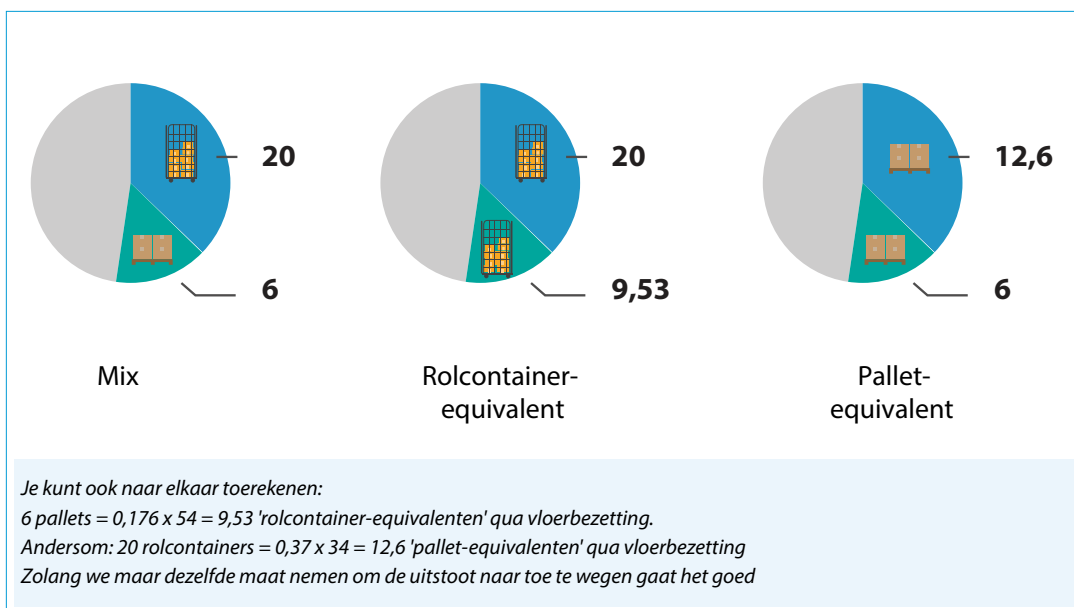 20
6
Mix
20
9,53
Rolcontainer-
equivalent
12,6
6
Pallet-
equivalent
Je kunt ook naar elkaar toerekenen:
6 pallets = 0,176 x 54 = 9,53 'rolcontainer-equivalenten' qua vloerbezetting.
Andersom: 20 rolcontainers = 0,37 x 34 = 12,6 'pallet-equivalenten' qua vloerbezetting
Zolang we maar dezelfde maat nemen om de uitstoot naar toe te wegen gaat het goed